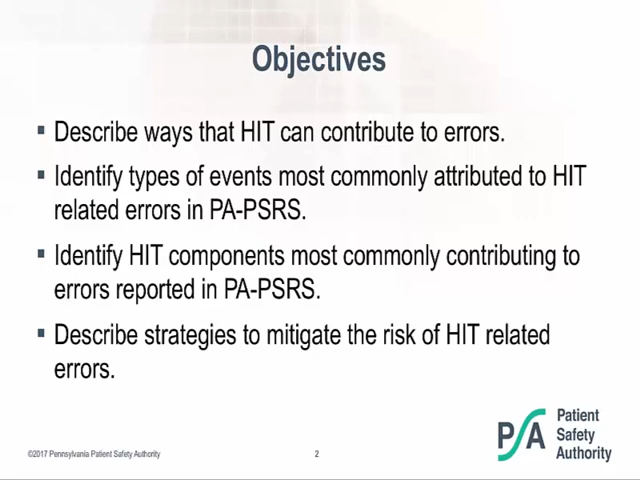 Objectives
▪ Describe ways that HIT can contribute to errors.
▪ Identify types of events most commonly attributed to HIT
related errors in PA-PSRS.
▪ Identify HIT components most commonly contributing to
errors reported in PA-PSRS.
▪ Describe strategies to mitigate the risk of HIT related
errors.
©2017 Pennsylvania Patient Safety Authority
2
PSA
Patient
Safety
Authority